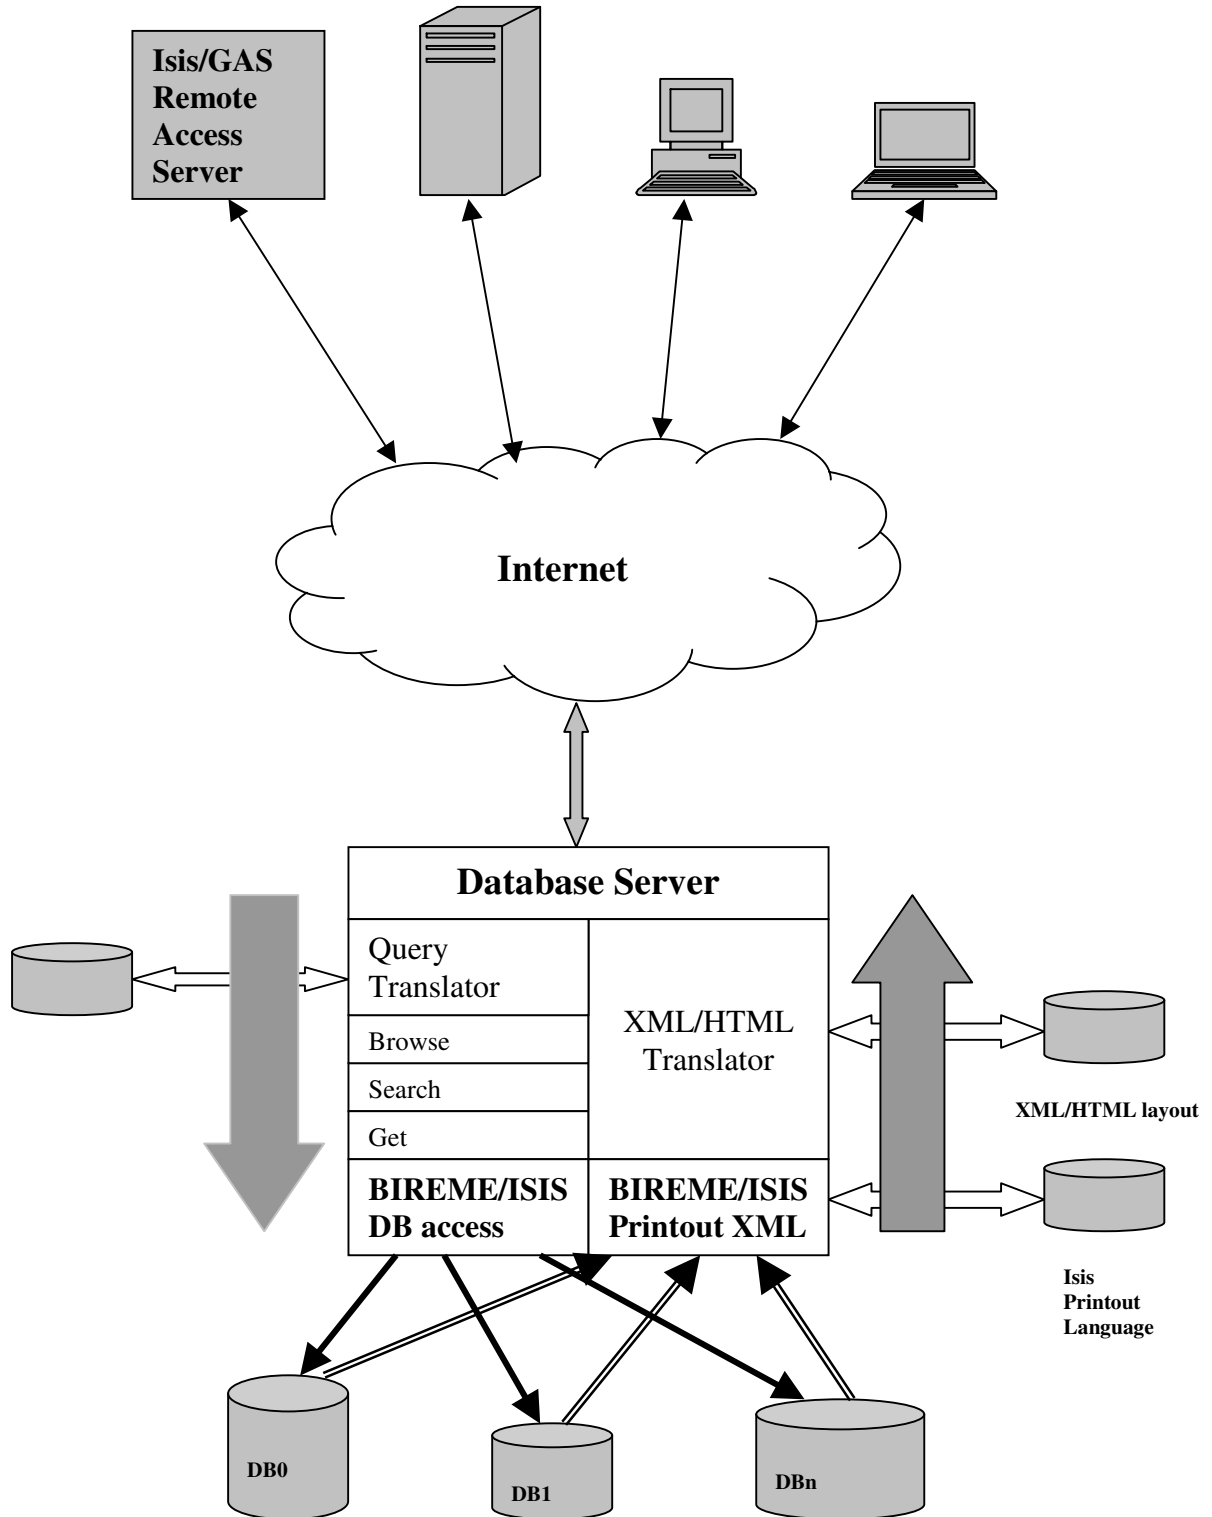 Isis/GAS
Remote
Access
Server
Internet
Database Server
Query
Translator
Browse
Search
Get
XML/HTML
Translator
BIREME/ISIS
DB access
BIREME/ISIS
Printout XML
XML/HTML layout
Isis
Printout
Language
DB0
DB1
DBn